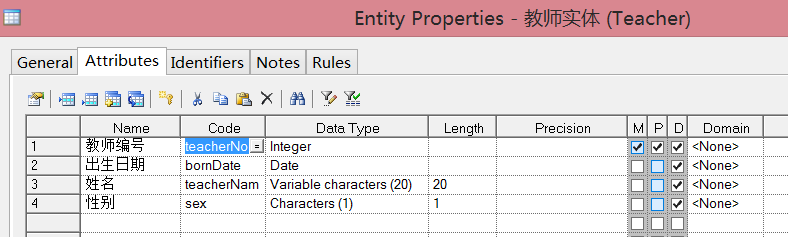 Entity Properties - 教师实体 (Teacher)
General Attributes Identifiers Notes Rules
Name Code Data Type Length Precision M P D Domain
1 教师编号 teacherNo = Integer <None>
2 出生日期 bornDate Date <None>
3 姓名 teacherNam Variable characters (20) 20 <None>
4 性别 sex Characters (1) 1 <None>